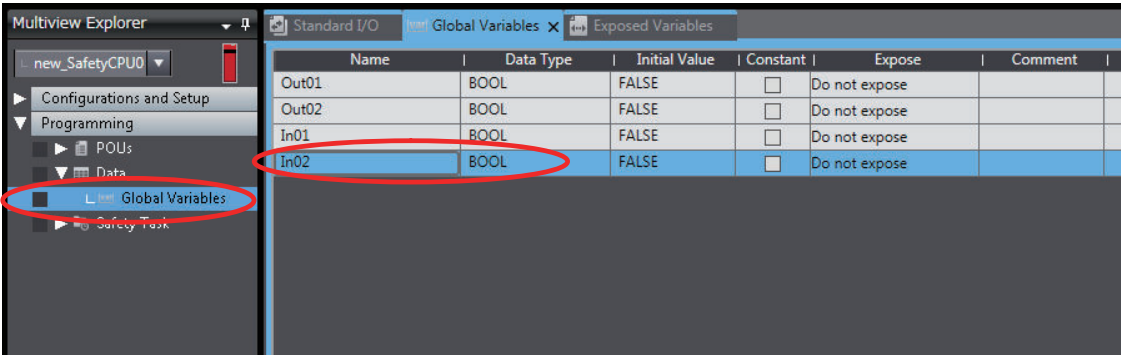 Multiview Explorer
new_SafetyCPU0
Configurations and Setup
Programming
POUs
Data
Global Variables
Safety Task
Standard I/O Global Variables Exposed Variables
Name Data Type Initial Value Constant Expose Comment
Out01 BOOL FALSE Do not expose
Out02 BOOL FALSE Do not expose
In01 BOOL FALSE Do not expose
In02 BOOL FALSE Do not expose